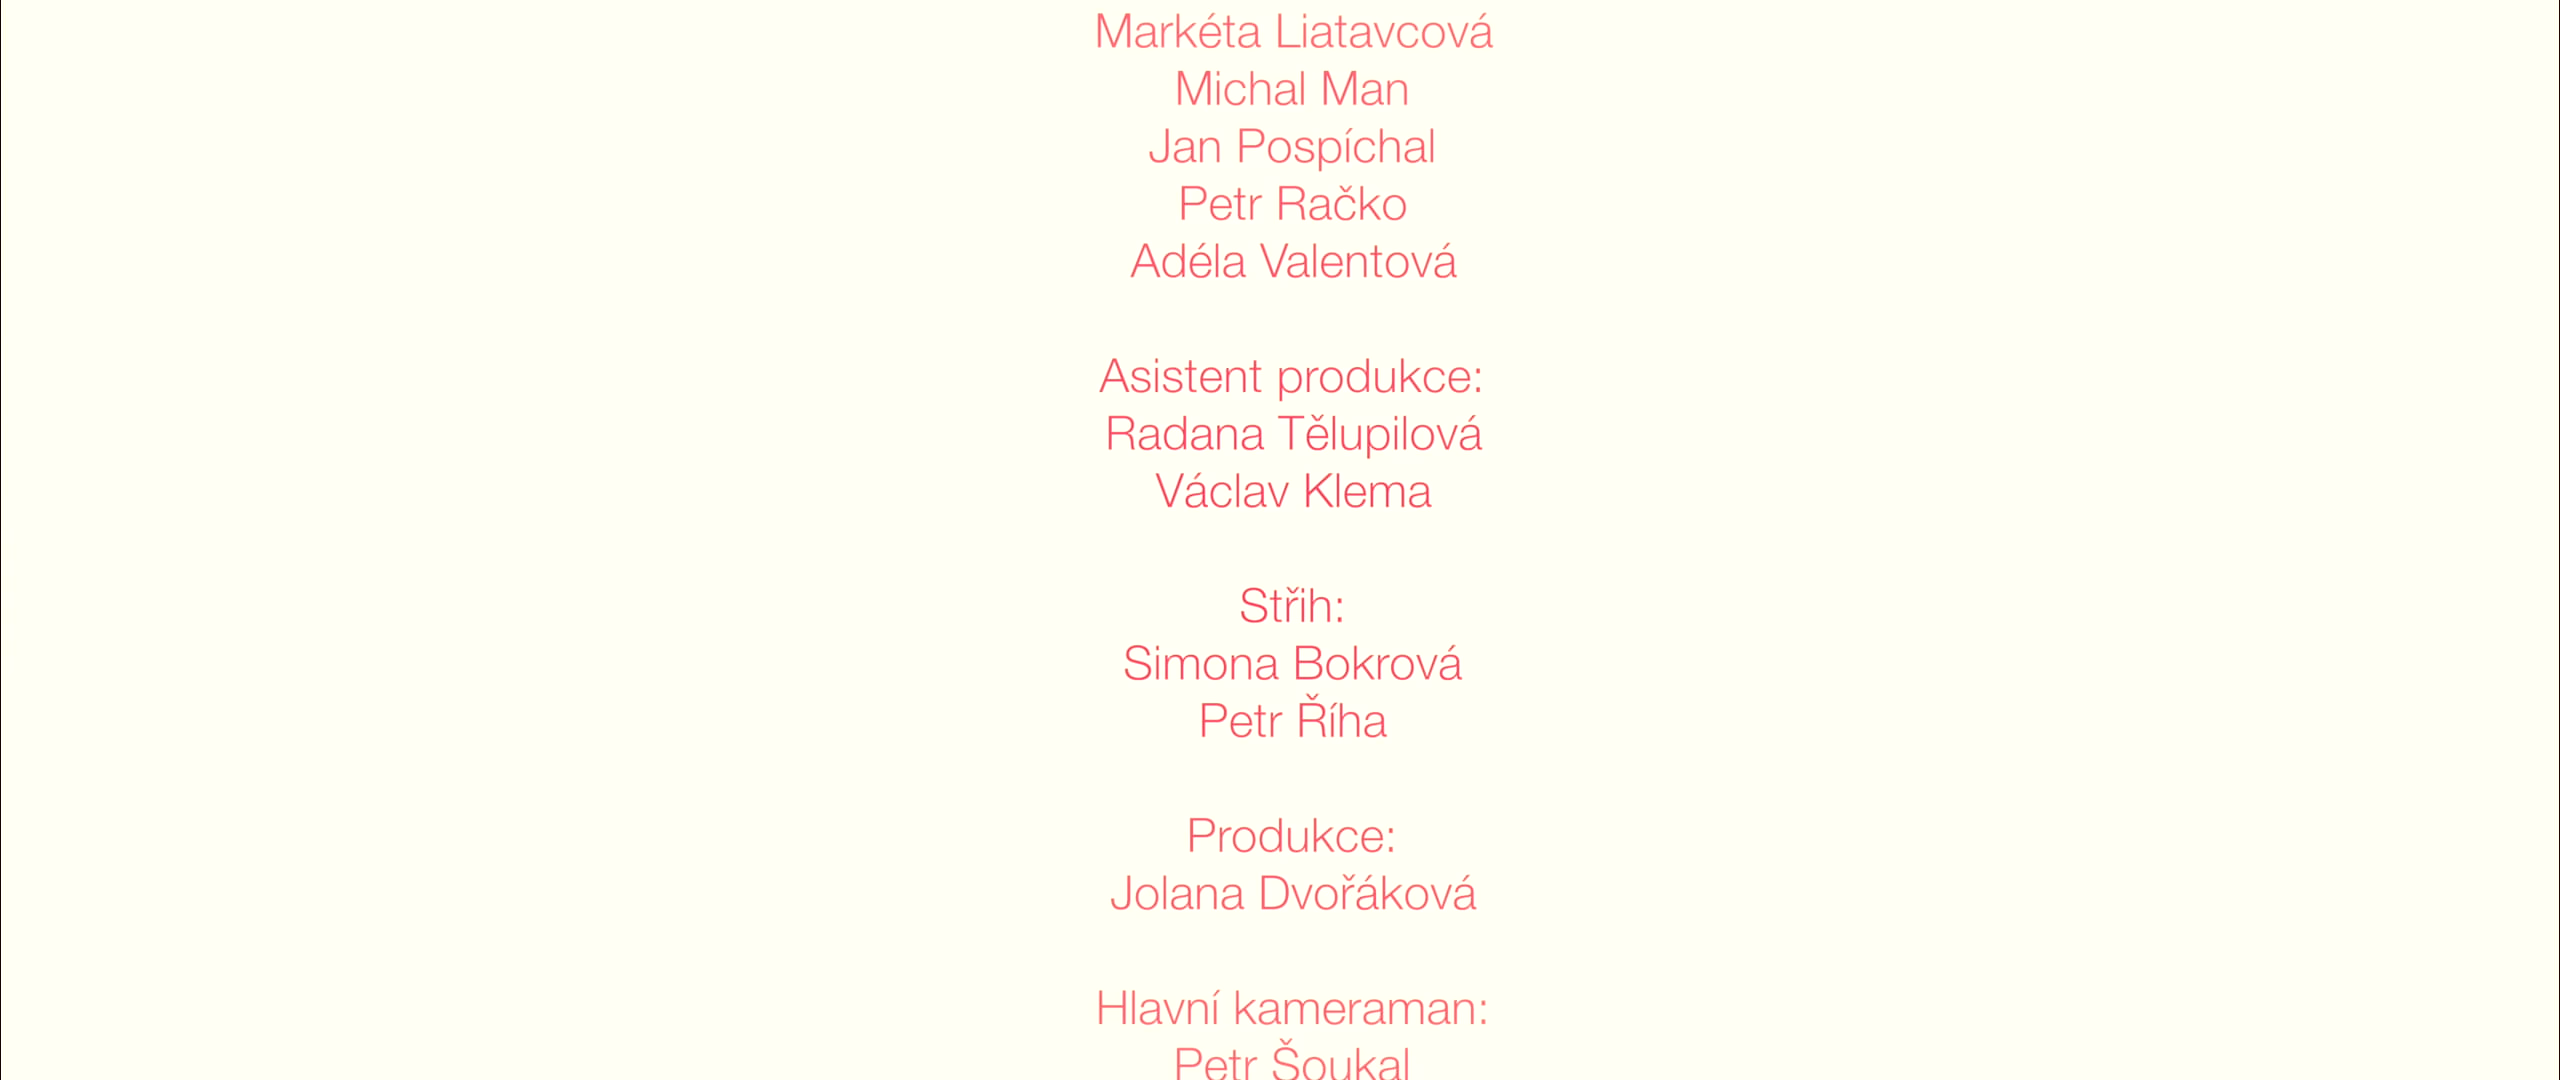 Markéta Liatavcová
Michal Man
Jan Pospíchal
Petr Račko
Adéla Valentová
Asistent produkce:
Radana Tělupilová
Václav Klema
Střih:
Simona Bokrová
Petr Říha
Produkce:
Jolana Dvořáková
Hlavní kameraman:
Petr Šoukal